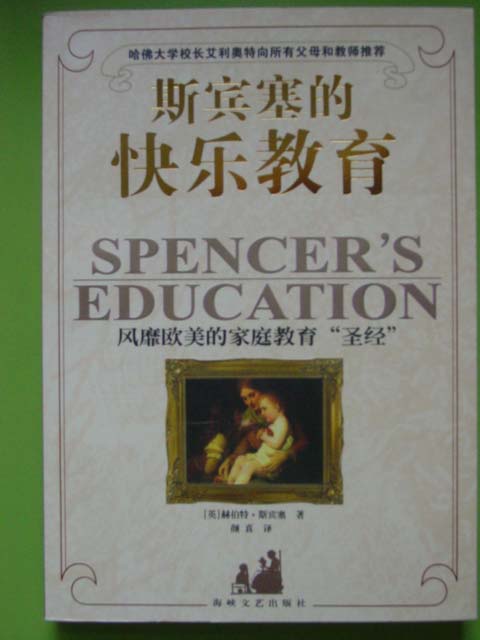 哈佛大学校长艾利奥特向所有父母和教师推荐
斯宾塞的
快乐教育
SPENCER'S
EDUCATION
风靡欧美的家庭教育“圣经”
[英]赫伯特·斯宾塞 著
颜真 译
海峡文艺出版社